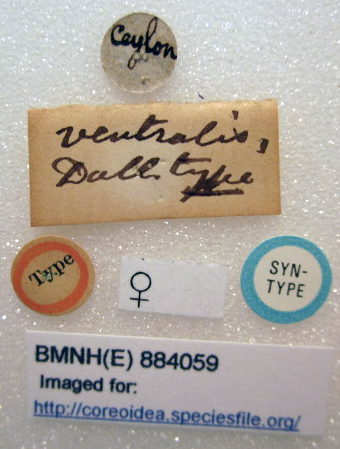 Ceylon
ventralis,
Dall. type
Type
♀
SYN-
TYPE
BMNH(E) 884059
Imaged for:
http://coreoidea.speciesfile.org/